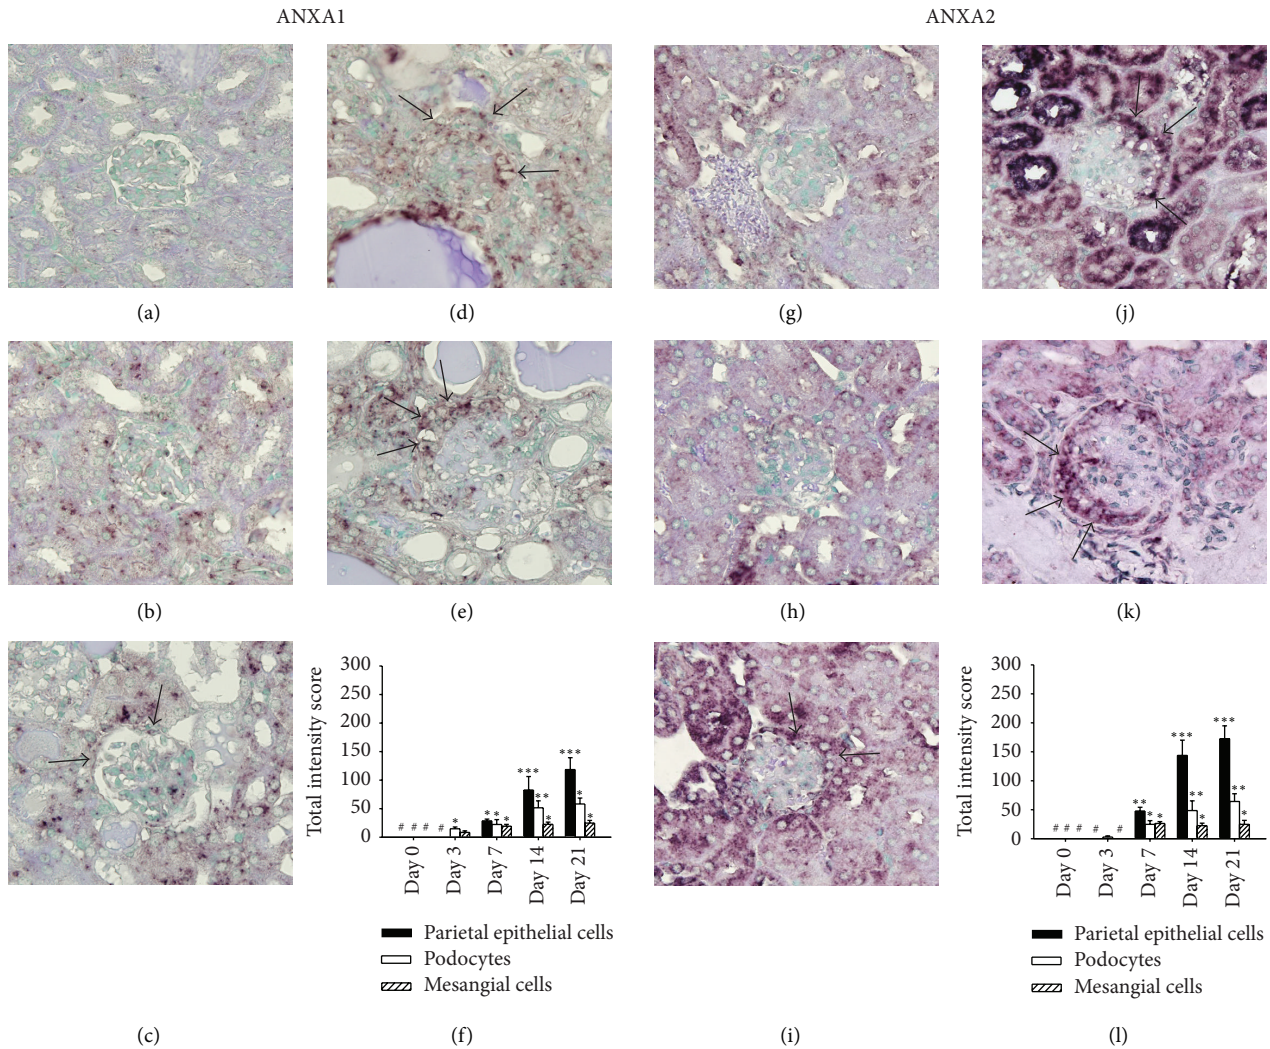 ANXA1
ANXA2
(a)
(d)
(g)
(j)
(b)
(e)
(h)
(k)
Total intensity score
300
250
200
150
100
50
0
# # # # * * * * *** ** * *** * *
Day 0
Day 3
Day 7
Day 14
Day 21
Parietal epithelial cells
Podocytes
Mesangial cells
Total intensity score
300
250
200
150
100
50
0
# # # # # ** * * *** ** * *** ** *
Day 0
Day 3
Day 7
Day 14
Day 21
Parietal epithelial cells
Podocytes
Mesangial cells
(c)
(f)
(i)
(l)